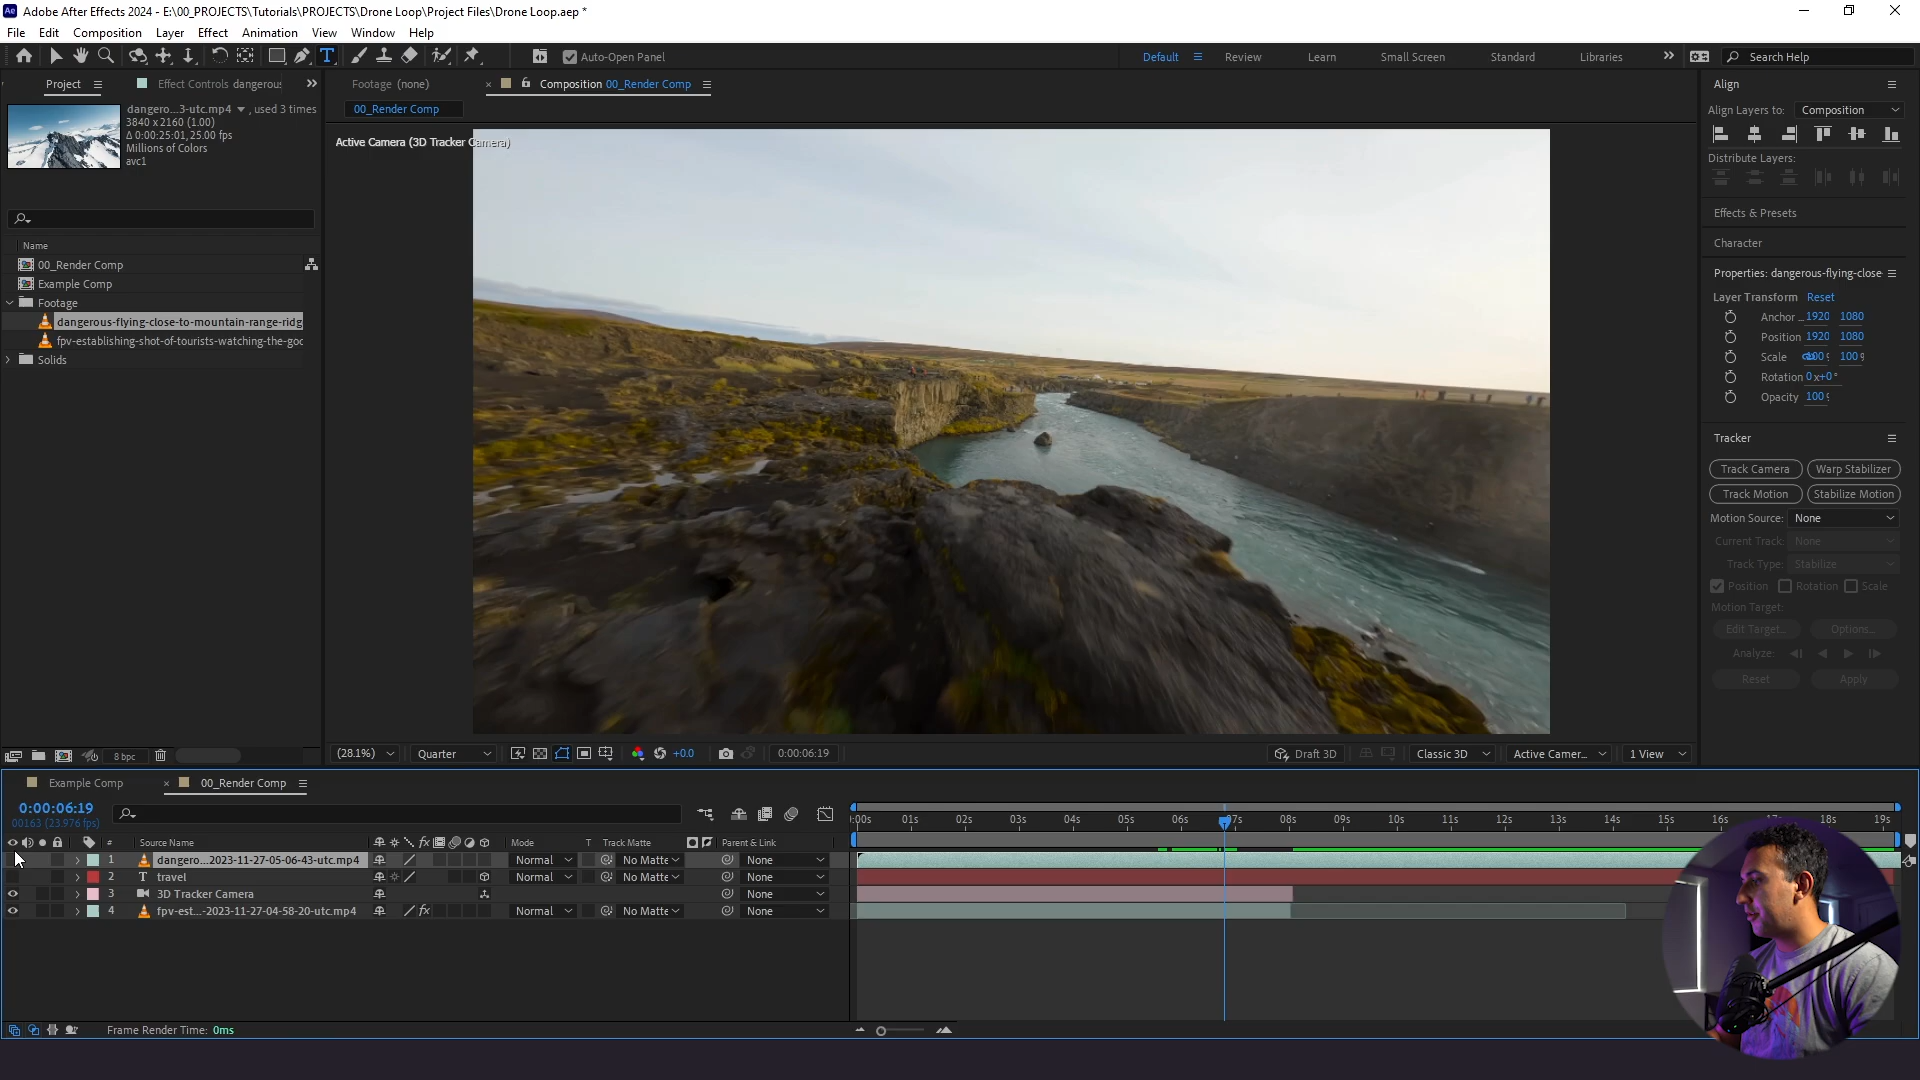 Adobe After Effects 2024 - E:\00_PROJECTS\Tutorials\PROJECTS\Drone Loop\Project Files\Drone Loop.aep *
File Edit Composition Layer Effect Animation View Window Help
Auto-Open Panel
Default Review Learn Small Screen Standard Libraries
Search Help
Project Effect Controls dangerous
dangero...3-utc.mp4 , used 3 times
3840 x 2160 (1.00)
Δ 0:00:25:01, 25.00 fps
Millions of Colors
avc1
Name
00_Render Comp
Example Comp
Footage
dangerous-flying-close-to-mountain-range-ridg
fpv-establishing-shot-of-tourists-watching-the-goc
Solids
8 bpc
Footage (none) Composition 00_Render Comp
00_Render Comp
Active Camera (3D Tracker Camera)
(28.1%) Quarter +0.0 0:00:06:19 Draft 3D Classic 3D Active Camer... 1 View
Align
Align Layers to: Composition
Distribute Layers:
Effects & Presets
Character
Properties: dangerous-flying-close
Layer Transform Reset
Anchor ... 1920 1080
Position 1920 1080
Scale 100 100
Rotation 0x+0°
Opacity 100
Tracker
Track Camera Warp Stabilizer
Track Motion Stabilize Motion
Motion Source: None
Current Track: None
Track Type: Stabilize
Position Rotation Scale
Motion Target:
Edit Target... Options...
Analyze:
Reset Apply
Example Comp 00_Render Comp
0:00:06:19
00163 (23.976 fps)
:00s 01s 02s 03s 04s 05s 06s 07s 08s 09s 10s 11s 12s 13s 14s 15s 16s 17s 18s 19s
# Source Name Mode T Track Matte Parent & Link
1 dangero...2023-11-27-05-06-43-utc.mp4 Normal No Matte None
2 T travel Normal No Matte None
3 3D Tracker Camera None
4 fpv-est...-2023-11-27-04-58-20-utc.mp4 fx Normal No Matte None
Frame Render Time: 0ms